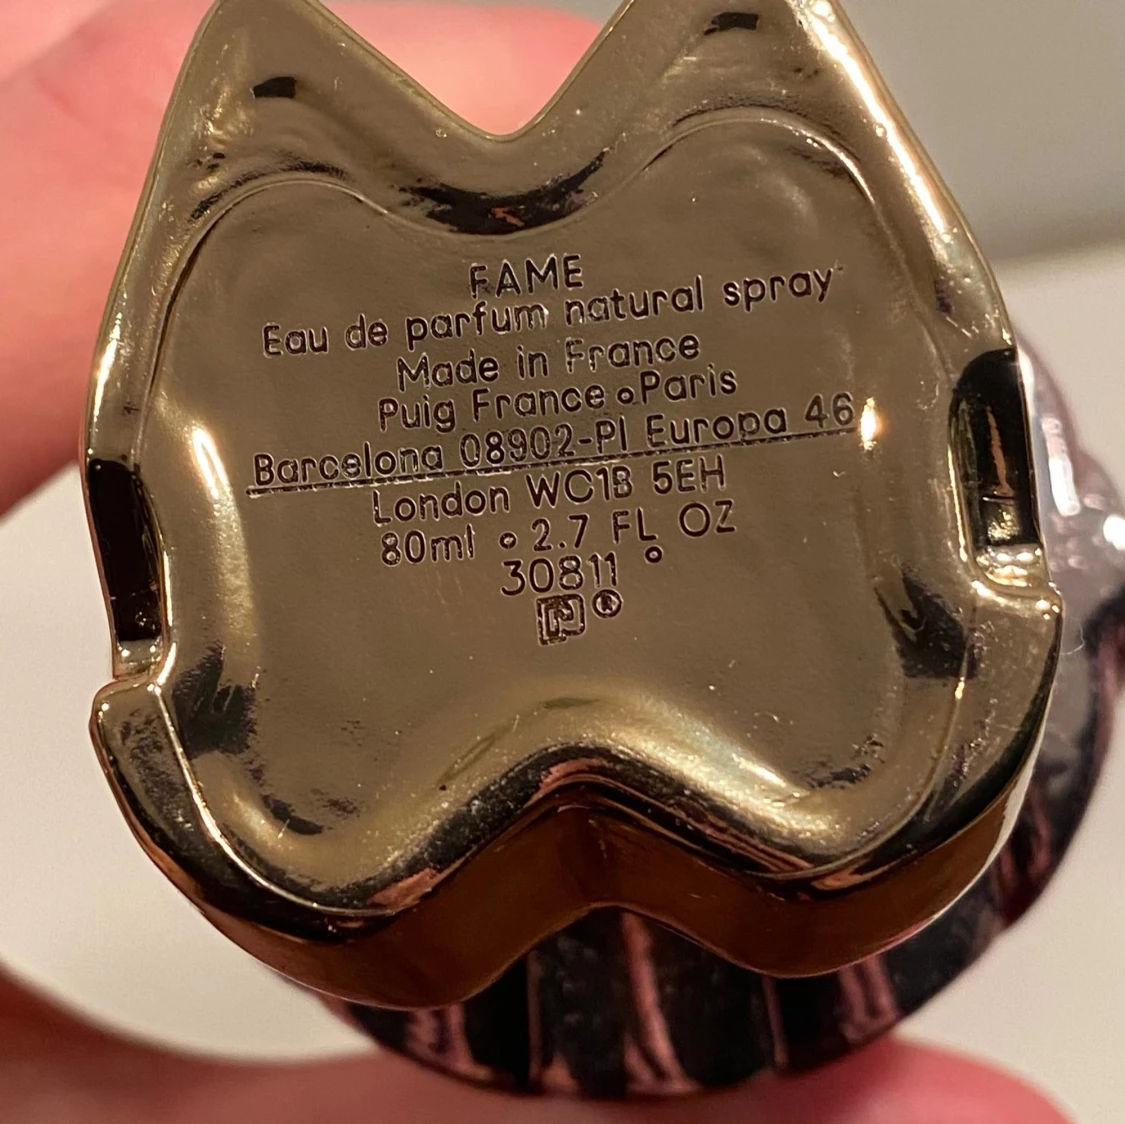 FAME
Eau de parfum natural spray
Made in France
Puig France ∘ Paris
Barcelona 08902-Pl Europa 46
London WC1B 5EH
80ml ∘ 2.7 FL OZ
30811 ∘
®